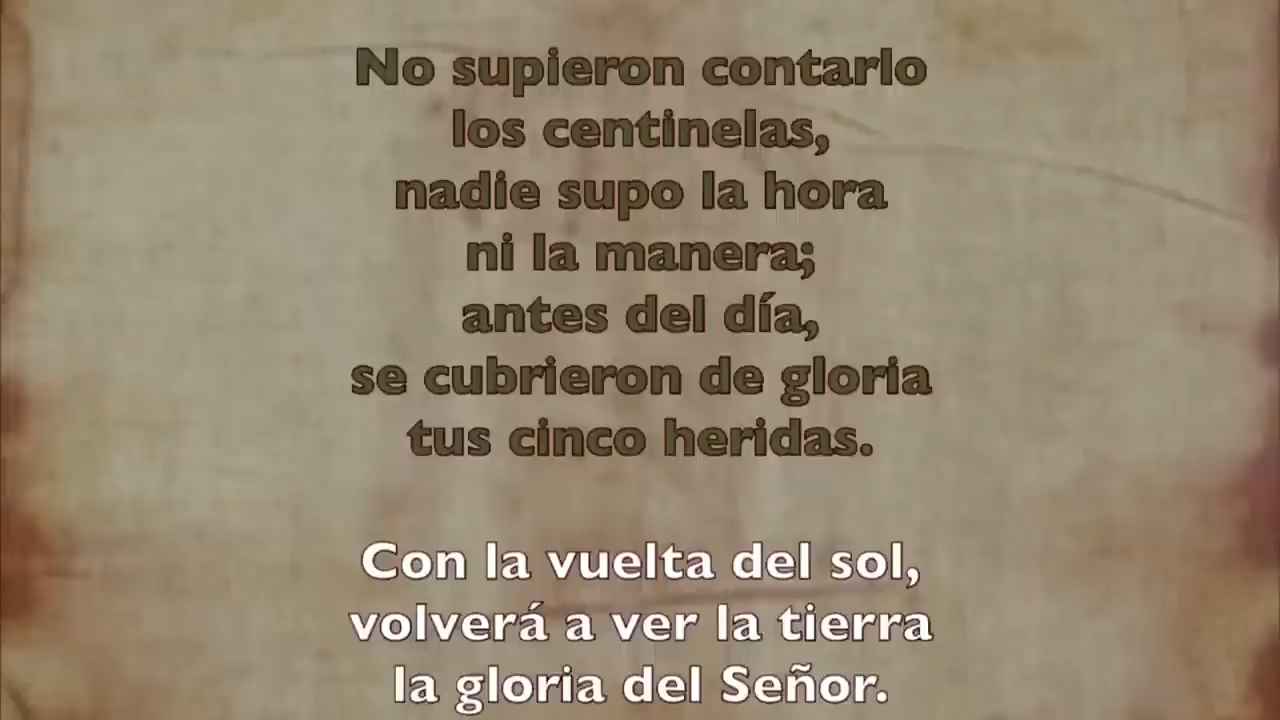 No supieron contarlo
los centinelas,
nadie supo la hora
ni la manera;
antes del día,
se cubrieron de gloria
tus cinco heridas.
Con la vuelta del sol,
volverá a ver la tierra
la gloria del Señor.